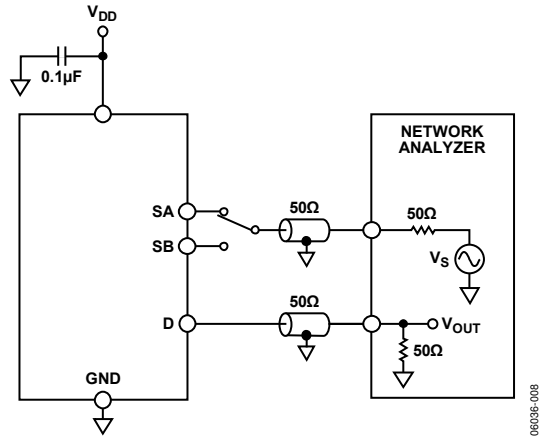 VDD
0.1µF
NETWORK
ANALYZER
SA
50Ω
50Ω
SB
VS
50Ω
D
VOUT
50Ω
GND
06036-008